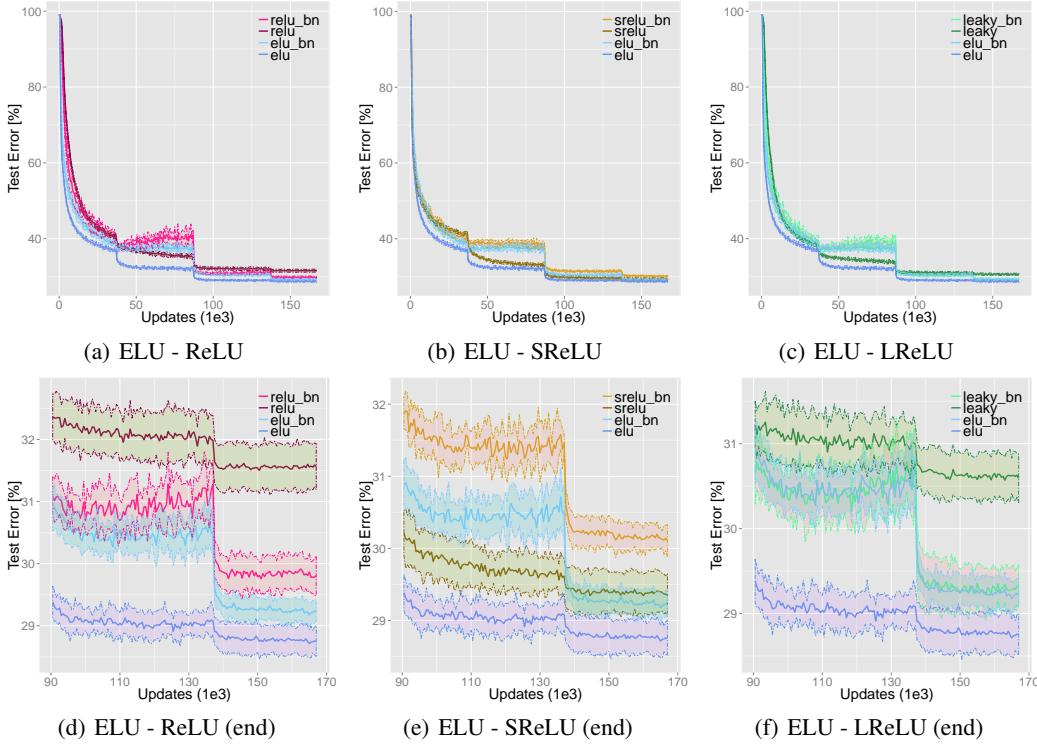 100
80
60
40
Test Error [%]
0
50
100
150
Updates (1e3)
relu_bn
relu
elu_bn
elu
(a) ELU - ReLU
100
80
60
40
Test Error [%]
0
50
100
150
Updates (1e3)
srelu_bn
srelu
elu_bn
elu
(b) ELU - SReLU
100
80
60
40
Test Error [%]
0
50
100
150
Updates (1e3)
leaky_bn
leaky
elu_bn
elu
(c) ELU - LReLU
32
31
30
29
Test Error [%]
90
110
130
150
170
Updates (1e3)
relu_bn
relu
elu_bn
elu
(d) ELU - ReLU (end)
32
31
30
29
Test Error [%]
90
110
130
150
170
Updates (1e3)
srelu_bn
srelu
elu_bn
elu
(e) ELU - SReLU (end)
31
30
29
Test Error [%]
90
110
130
150
170
Updates (1e3)
leaky_bn
leaky
elu_bn
elu
(f) ELU - LReLU (end)